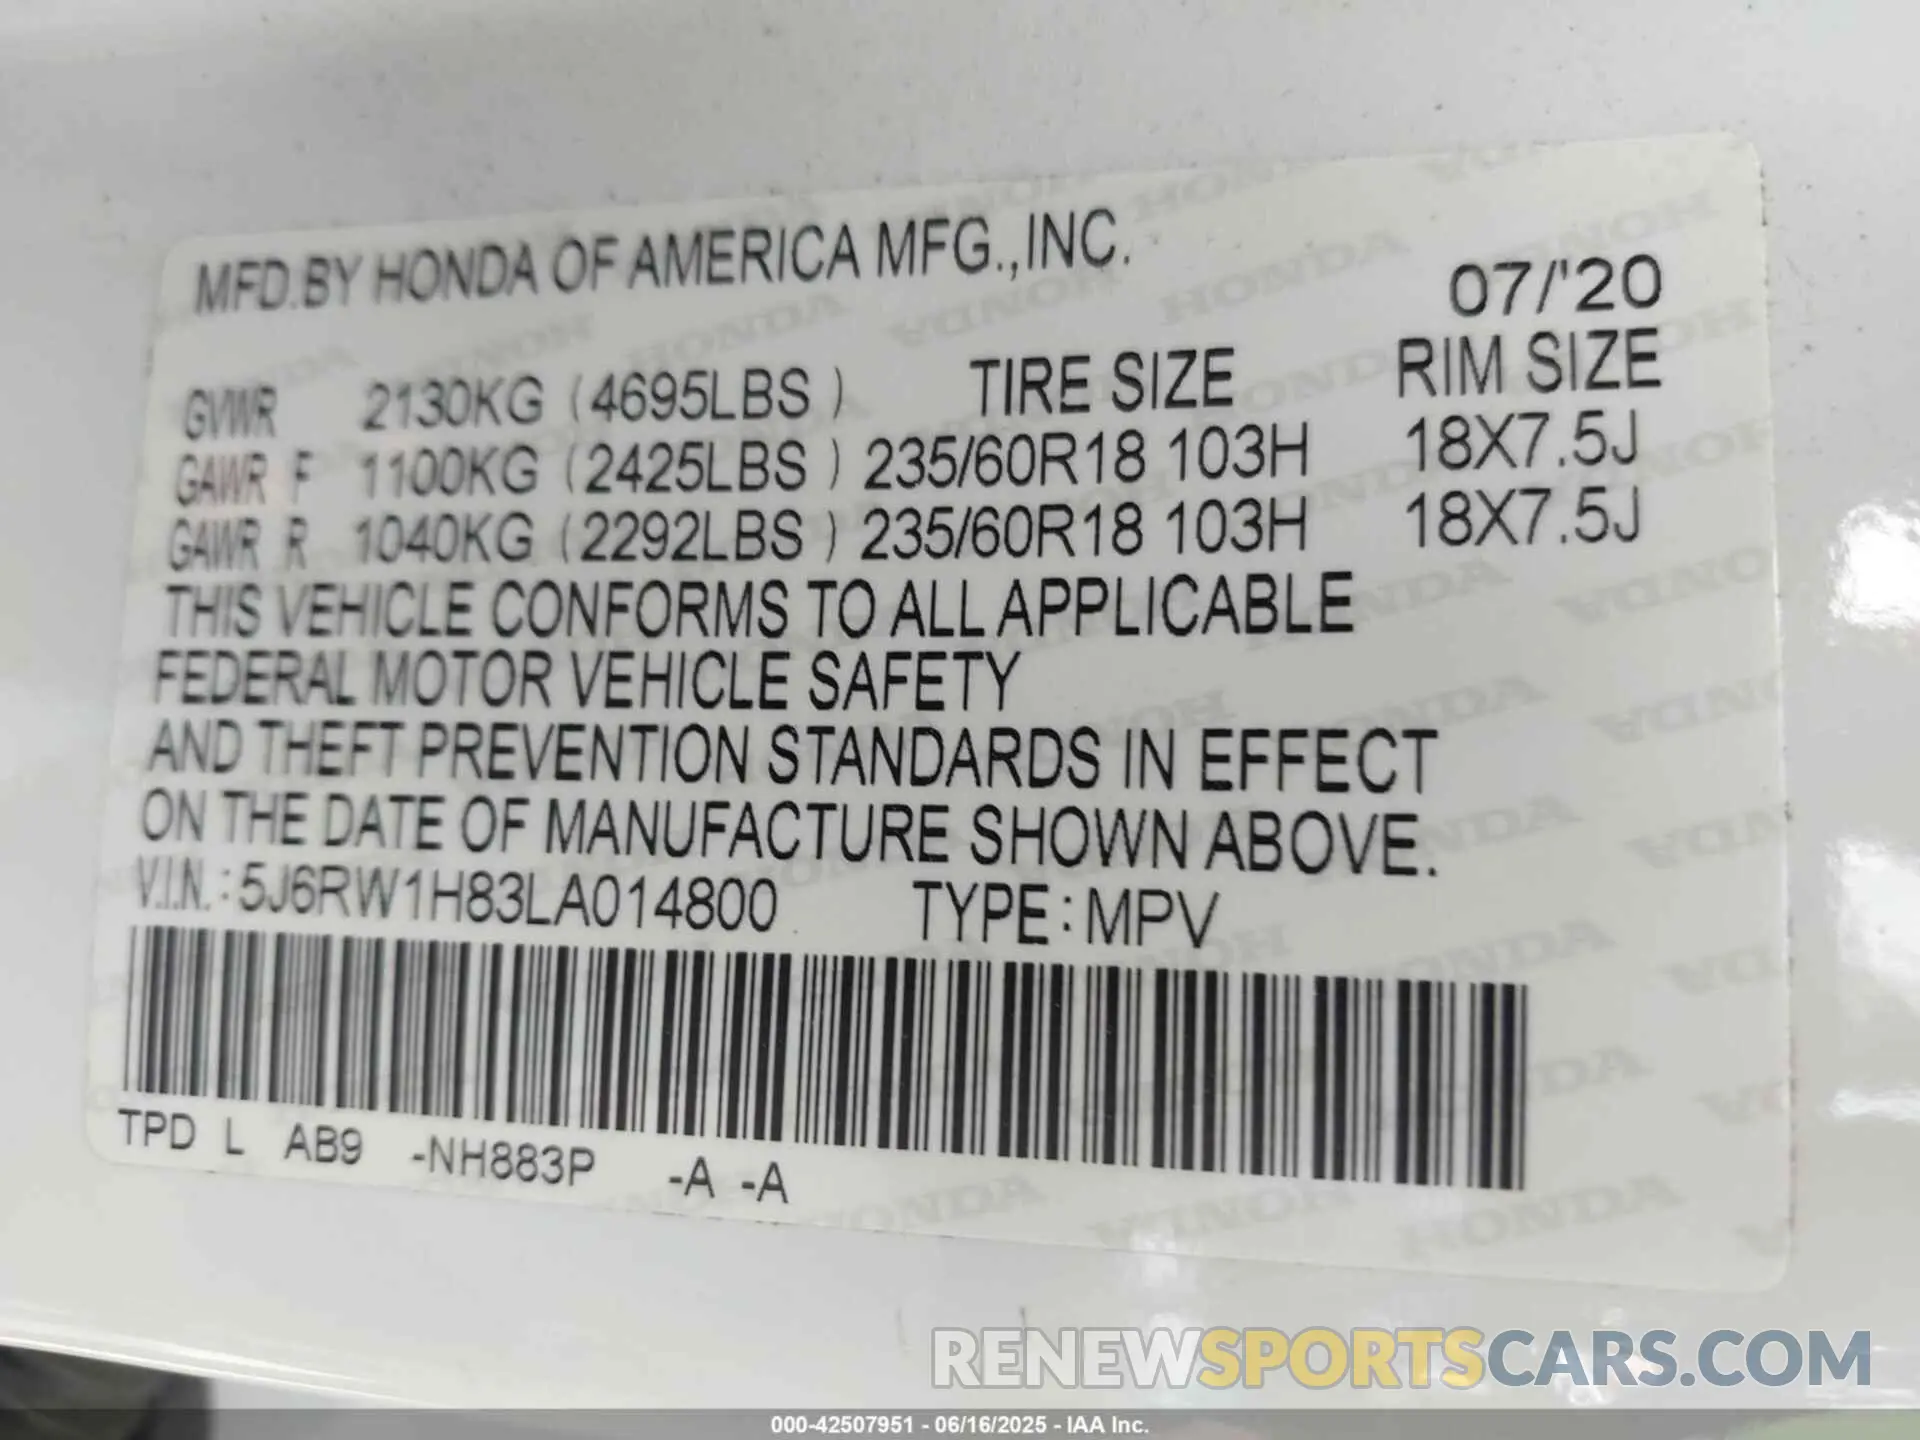 MFD.BY HONDA OF AMERICA MFG.,INC.
07/'20
GVWR 2130KG (4695LBS ) TIRE SIZE RIM SIZE
GAWR F 1100KG (2425LBS ) 235/60R18 103H 18X7.5J
GAWR R 1040KG (2292LBS ) 235/60R18 103H 18X7.5J
THIS VEHICLE CONFORMS TO ALL APPLICABLE
FEDERAL MOTOR VEHICLE SAFETY
AND THEFT PREVENTION STANDARDS IN EFFECT
ON THE DATE OF MANUFACTURE SHOWN ABOVE.
V.I.N.: 5J6RW1H83LA014800 TYPE: MPV
TPD L AB9 -NH883P -A -A
RENEWSPORTSCARS.COM
000-42507951 - 06/16/2025 - IAA Inc.